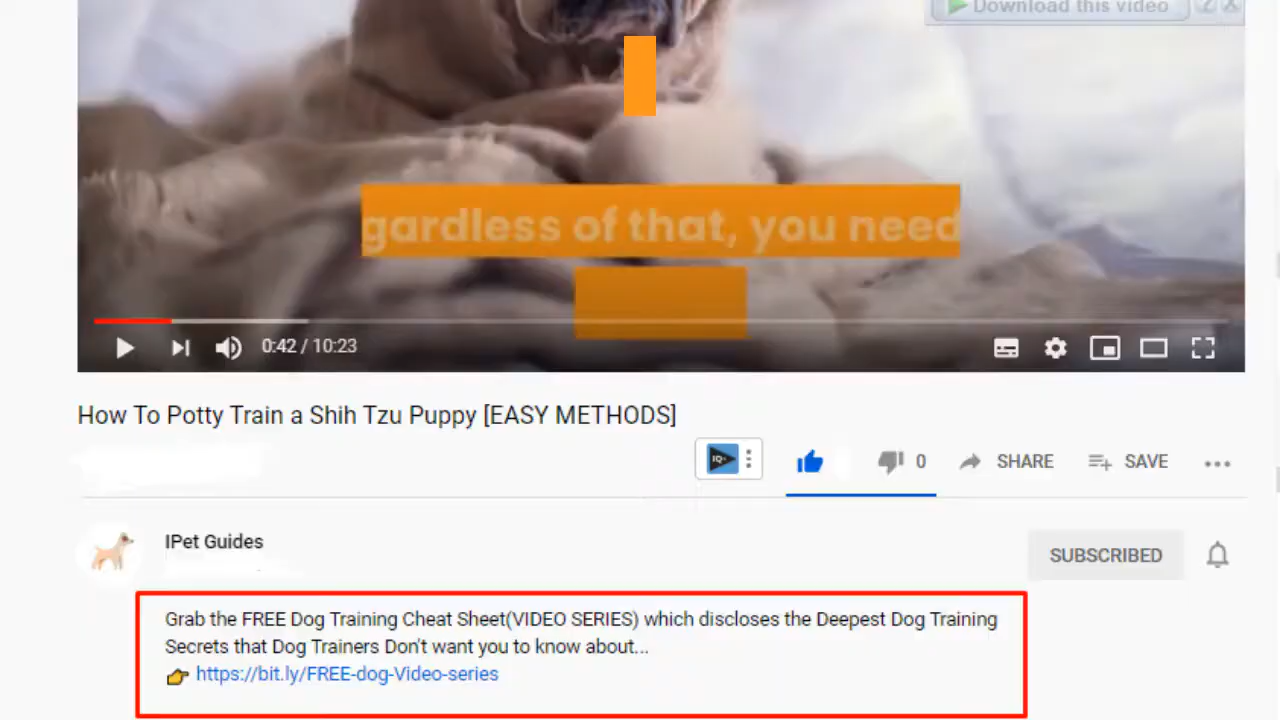 Download this video
gardless of that, you need
0:42 / 10:23
How To Potty Train a Shih Tzu Puppy [EASY METHODS]
IQ
0
SHARE
SAVE
IPet Guides
SUBSCRIBED
Grab the FREE Dog Training Cheat Sheet(VIDEO SERIES) which discloses the Deepest Dog Training
Secrets that Dog Trainers Don't want you to know about...
https://bit.ly/FREE-dog-Video-series